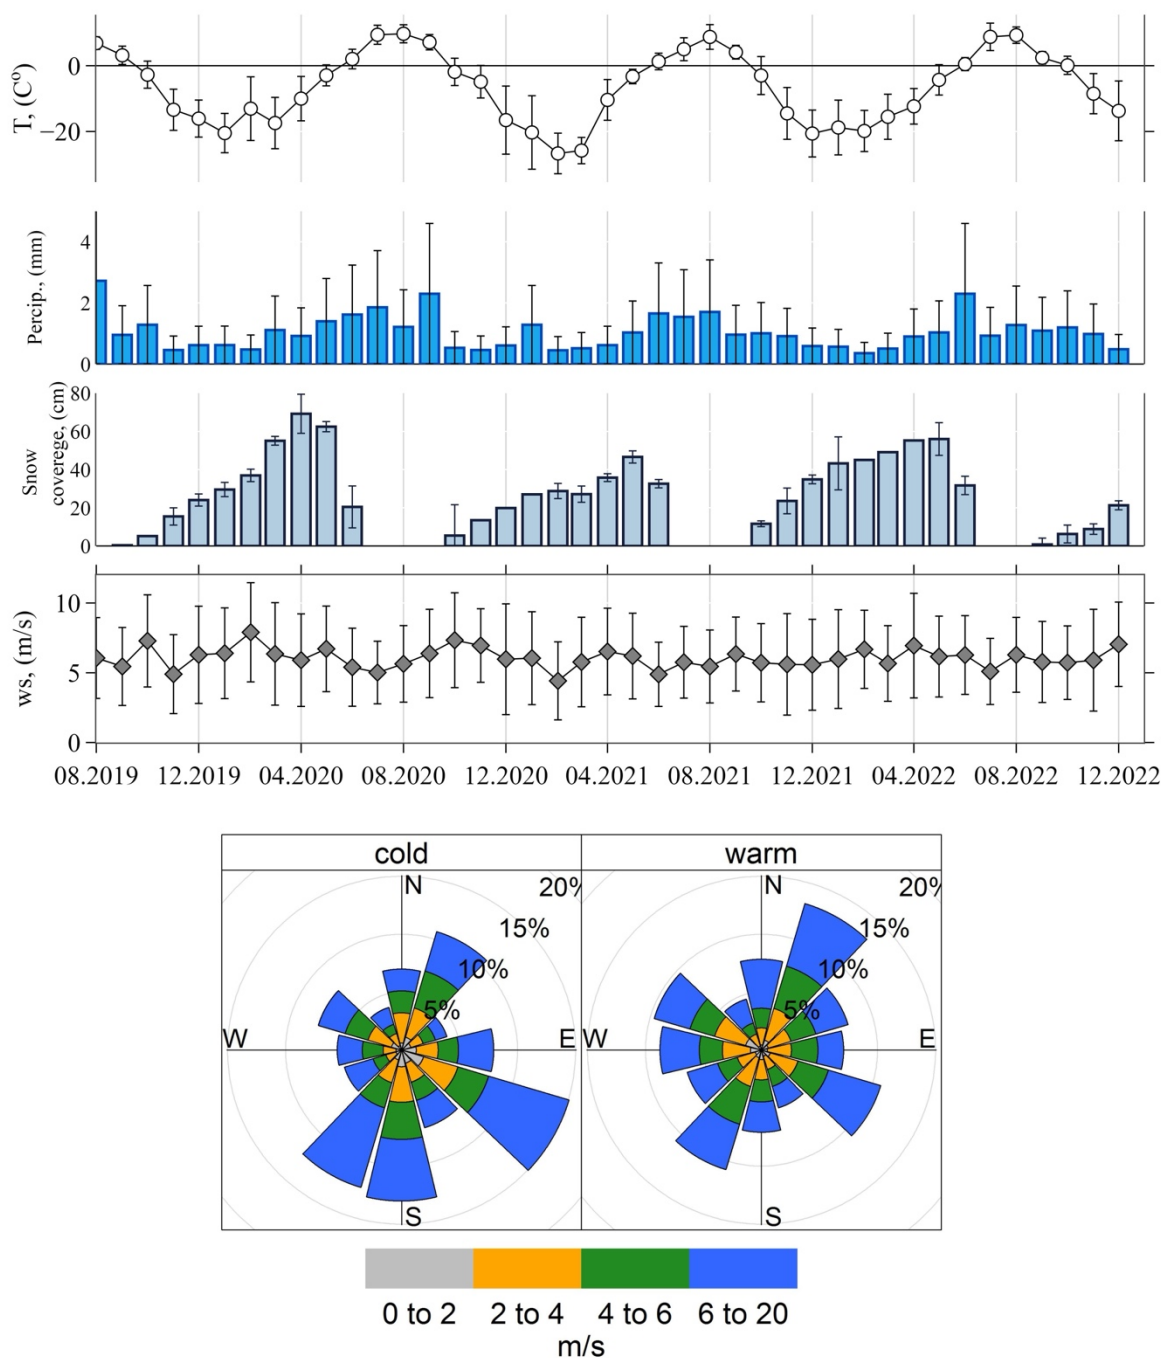 T, (Cº)
0
−20
Percip., (mm)
4
2
0
Snow
coverege, (cm)
80
60
40
20
0
ws, (m/s)
10
5
0
08.2019 12.2019 04.2020 08.2020 12.2020 04.2021 08.2021 12.2021 04.2022 08.2022 12.2022
cold warm
N 20% N 20%
15% 15%
10% 10%
5% 5%
W E W E
S S
0 to 2 2 to 4 4 to 6 6 to 20
m/s